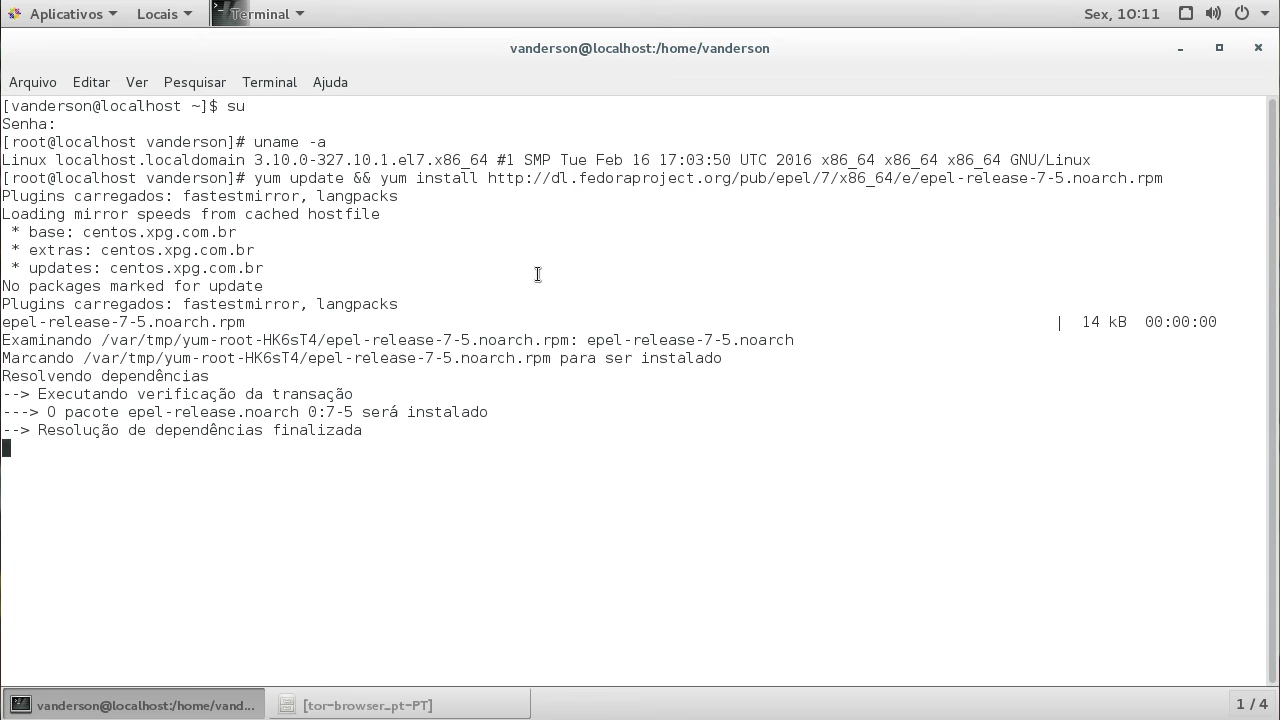 Aplicativos Locais Terminal Sex, 10:11
vanderson@localhost:/home/vanderson
Arquivo Editar Ver Pesquisar Terminal Ajuda
[vanderson@localhost ~]$ su
Senha:
[root@localhost vanderson]# uname -a
Linux localhost.localdomain 3.10.0-327.10.1.el7.x86_64 #1 SMP Tue Feb 16 17:03:50 UTC 2016 x86_64 x86_64 x86_64 GNU/Linux
[root@localhost vanderson]# yum update && yum install http://dl.fedoraproject.org/pub/epel/7/x86_64/e/epel-release-7-5.noarch.rpm
Plugins carregados: fastestmirror, langpacks
Loading mirror speeds from cached hostfile
 * base: centos.xpg.com.br
 * extras: centos.xpg.com.br
 * updates: centos.xpg.com.br
No packages marked for update
Plugins carregados: fastestmirror, langpacks
epel-release-7-5.noarch.rpm | 14 kB 00:00:00
Examinando /var/tmp/yum-root-HK6sT4/epel-release-7-5.noarch.rpm: epel-release-7-5.noarch
Marcando /var/tmp/yum-root-HK6sT4/epel-release-7-5.noarch.rpm para ser instalado
Resolvendo dependências
--> Executando verificação da transação
---> O pacote epel-release.noarch 0:7-5 será instalado
--> Resolução de dependências finalizada
vanderson@localhost:/home/vand... [tor-browser_pt-PT] 1 / 4